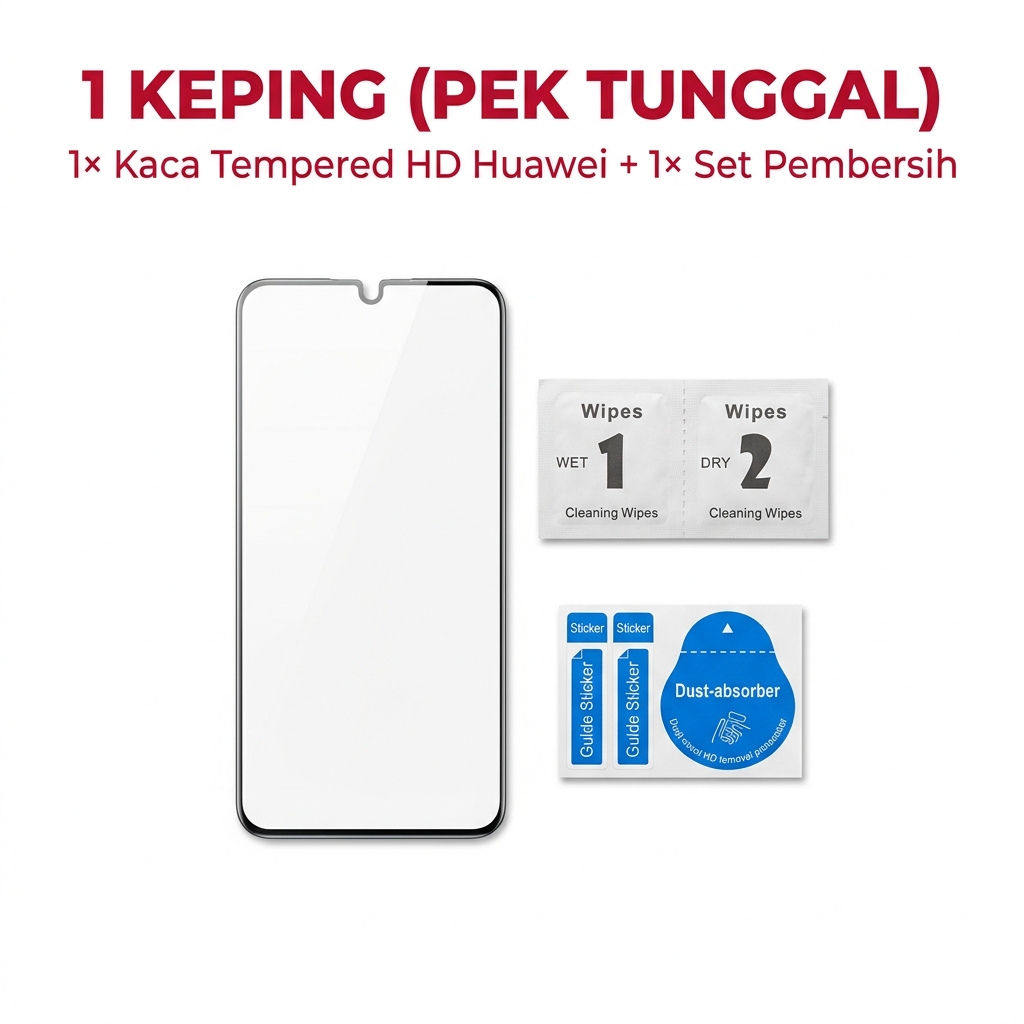 1 KEPING (PEK TUNGGAL)
1× Kaca Tempered HD Huawei + 1× Set Pembersih
Wipes
WET 1
Cleaning Wipes
Wipes
DRY 2
Cleaning Wipes
Sticker
Sticker
Guide Sticker
Guide Sticker
Dust-absorber
HD